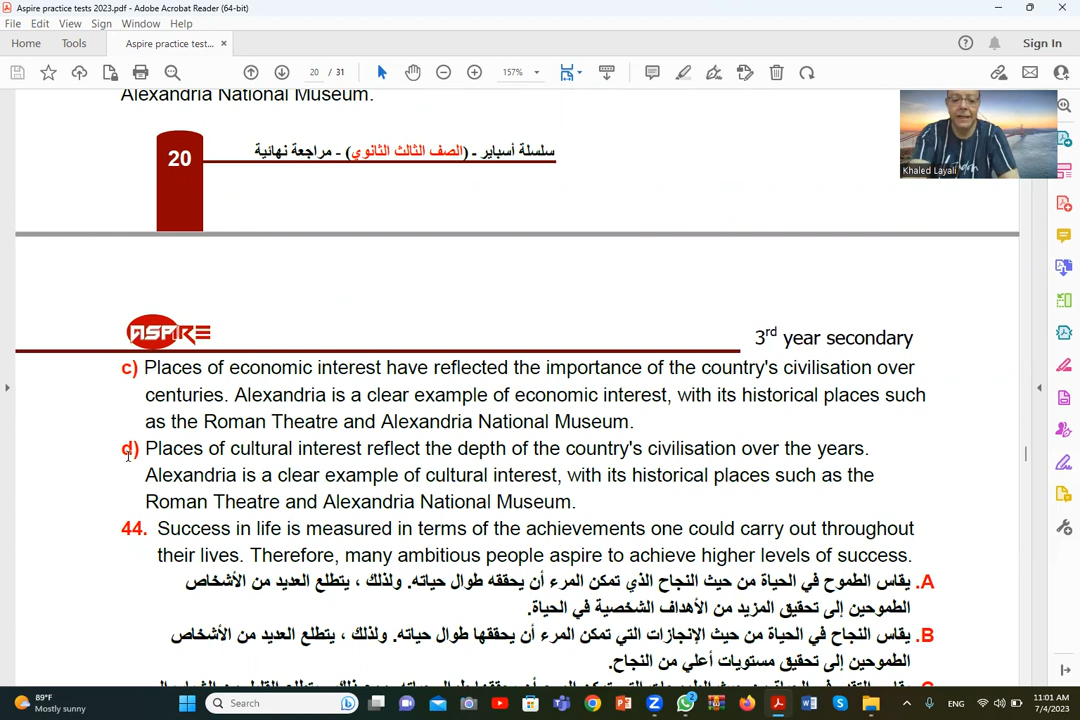 Aspire practice tests 2023.pdf - Adobe Acrobat Reader (64-bit)
File Edit View Sign Window Help
Home Tools Aspire practice test... × Sign In
20 / 31 157%
Alexandria National Museum.
Khaled Layali
20 سلسلة أسباير - (الصف الثالث الثانوي) - مراجعة نهائية
ASPIRE 3rd year secondary
c) Places of economic interest have reflected the importance of the country's civilisation over
centuries. Alexandria is a clear example of economic interest, with its historical places such
as the Roman Theatre and Alexandria National Museum.
d) Places of cultural interest reflect the depth of the country's civilisation over the years.
Alexandria is a clear example of cultural interest, with its historical places such as the
Roman Theatre and Alexandria National Museum.
44. Success in life is measured in terms of the achievements one could carry out throughout
their lives. Therefore, many ambitious people aspire to achieve higher levels of success.
A. يقاس الطموح في الحياة من حيث النجاح الذي تمكن المرء أن يحققه طوال حياته. ولذلك ، يتطلع العديد من الأشخاص
الطموحين إلى تحقيق المزيد من الأهداف الشخصية في الحياة.
B. يقاس النجاح في الحياة من حيث الإنجازات التي تمكن المرء أن يحققها طوال حياته. ولذلك ، يتطلع العديد من الأشخاص
الطموحين إلى تحقيق مستويات أعلي من النجاح.
89°F
Mostly sunny
Search
ENG
11:01 AM
7/4/2023